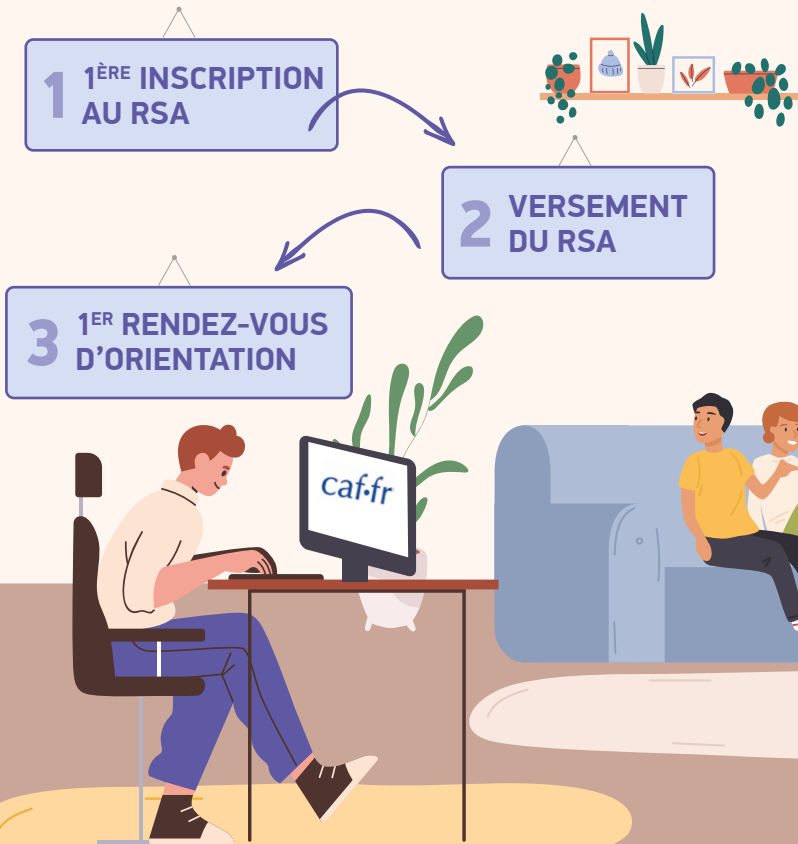 1
1ÈRE INSCRIPTION
AU RSA
2
VERSEMENT
DU RSA
3
1ER RENDEZ-VOUS
D’ORIENTATION
caf•fr